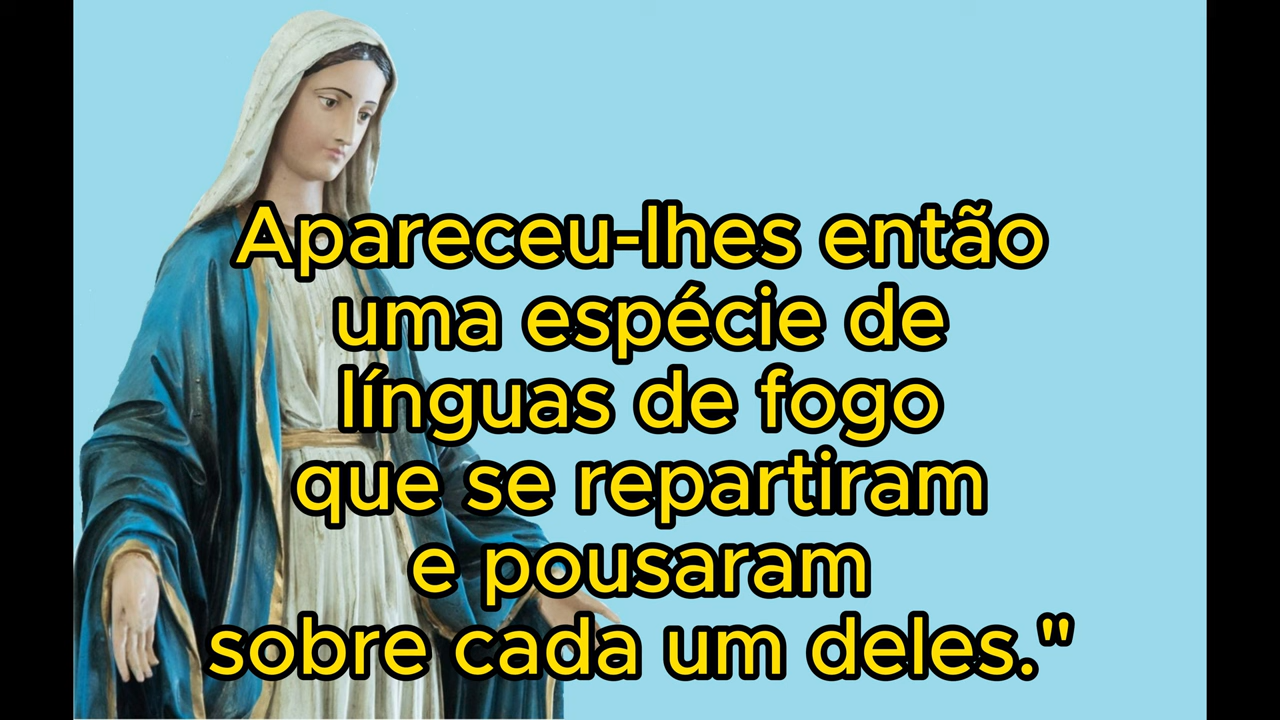 Apareceu-lhes então
uma espécie de
línguas de fogo
que se repartiram
e pousaram
sobre cada um deles."